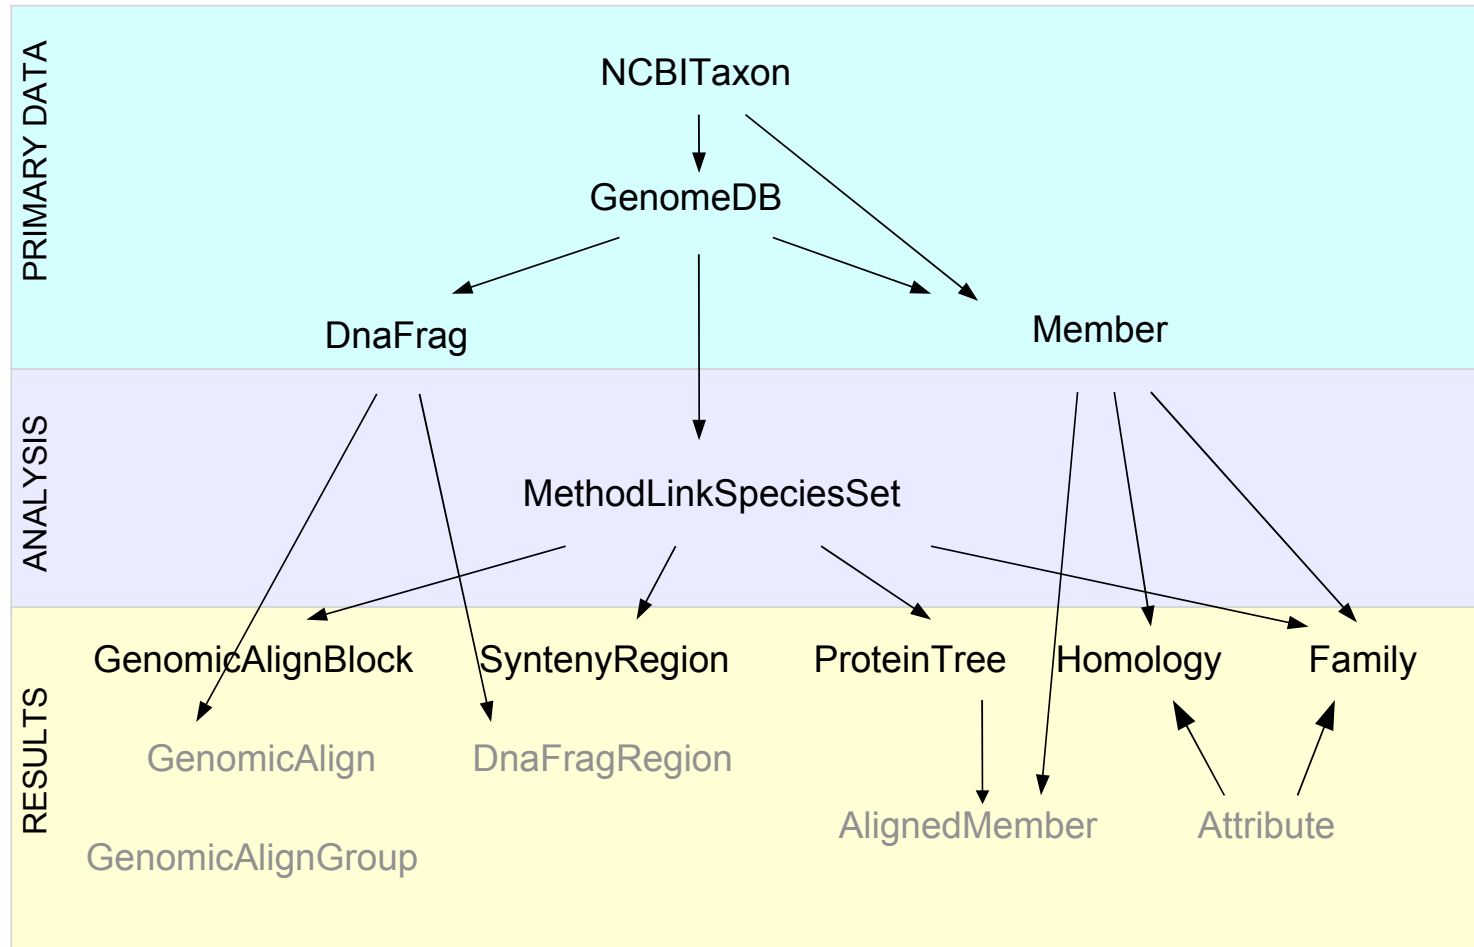 PRIMARY DATA
NCBITaxon
GenomeDB
DnaFrag
Member
ANALYSIS
MethodLinkSpeciesSet
RESULTS
GenomicAlignBlock
SyntenyRegion
ProteinTree
Homology
Family
GenomicAlign
DnaFragRegion
AlignedMember
Attribute
GenomicAlignGroup